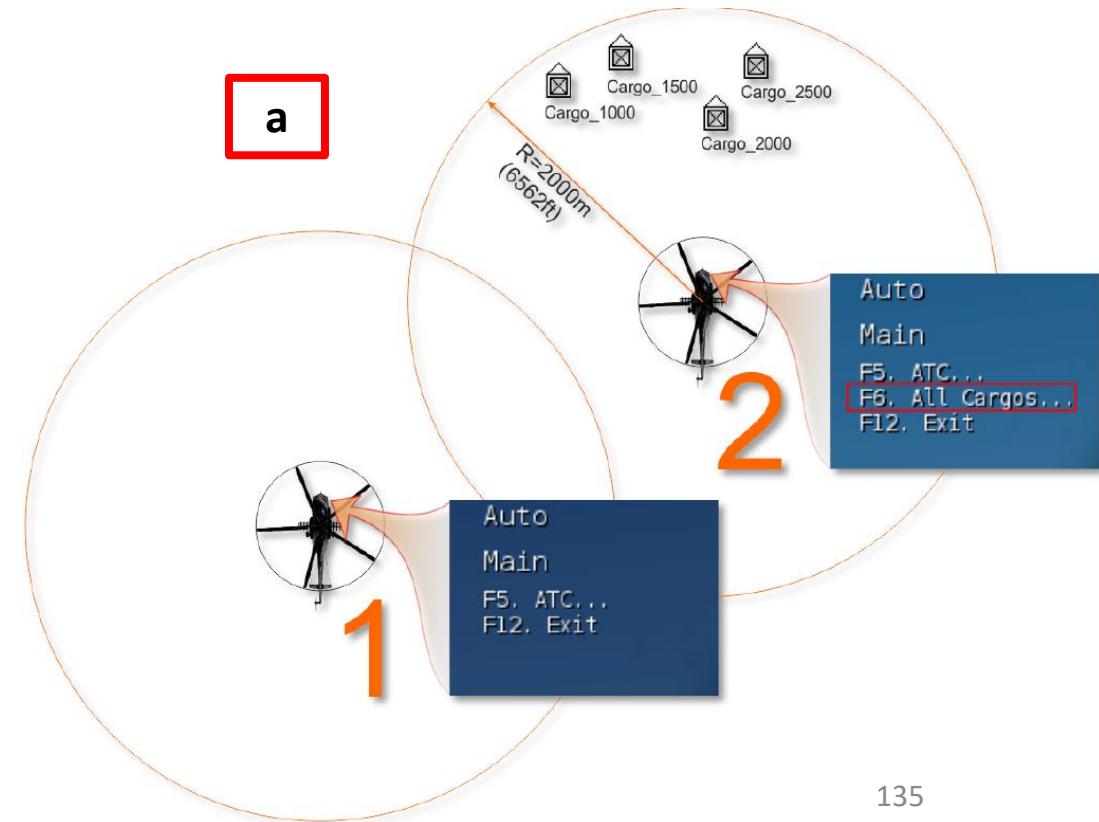 a
Cargo_1000
Cargo_1500
Cargo_2500
Cargo_2000
R=2000m
(6562ft)
2
Auto
Main
F5. ATC...
F6. All Cargos...
F12. Exit
1
Auto
Main
F5. ATC...
F12. Exit
135